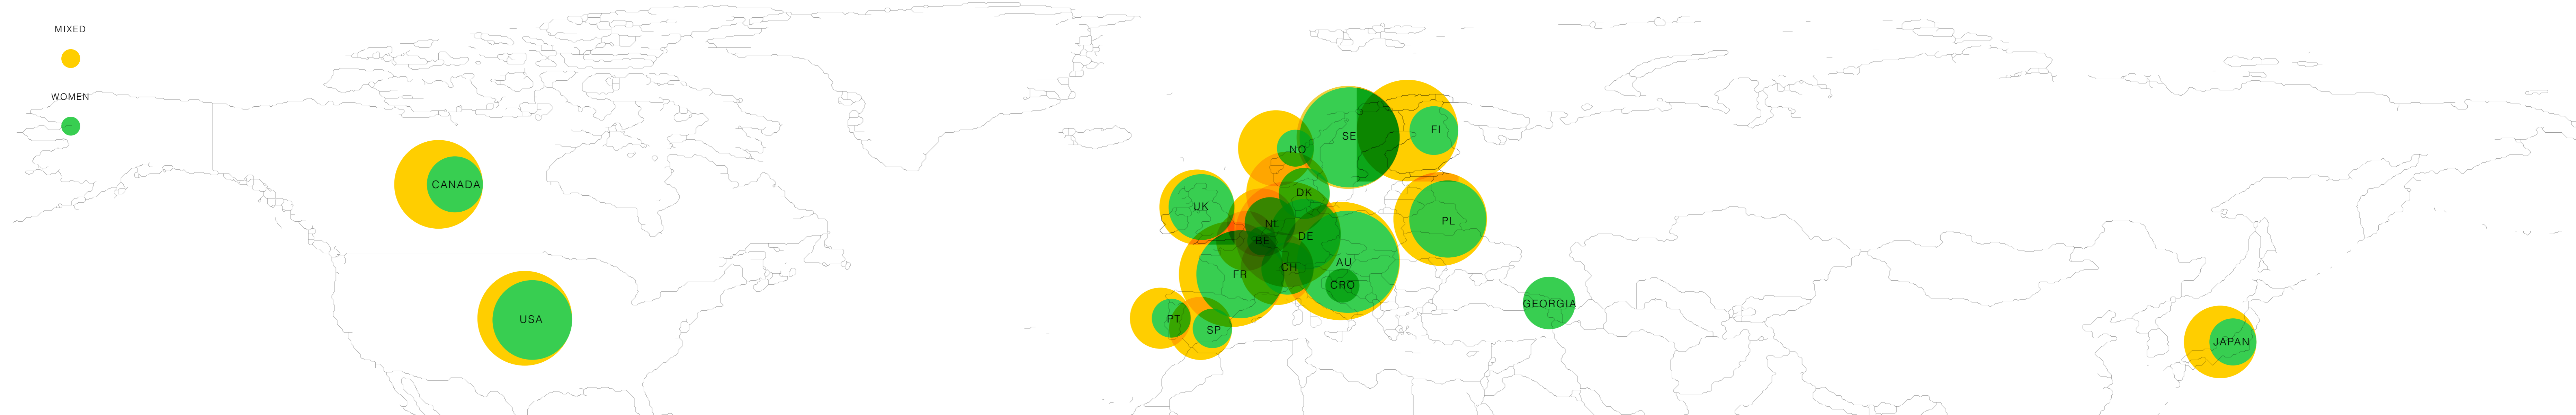 MIXED
WOMEN
CANADA
USA
NO
SE
FI
UK
DK
PL
NL
BE
DE
FR
CH
AU
CRO
PT
SP
GEORGIA
JAPAN